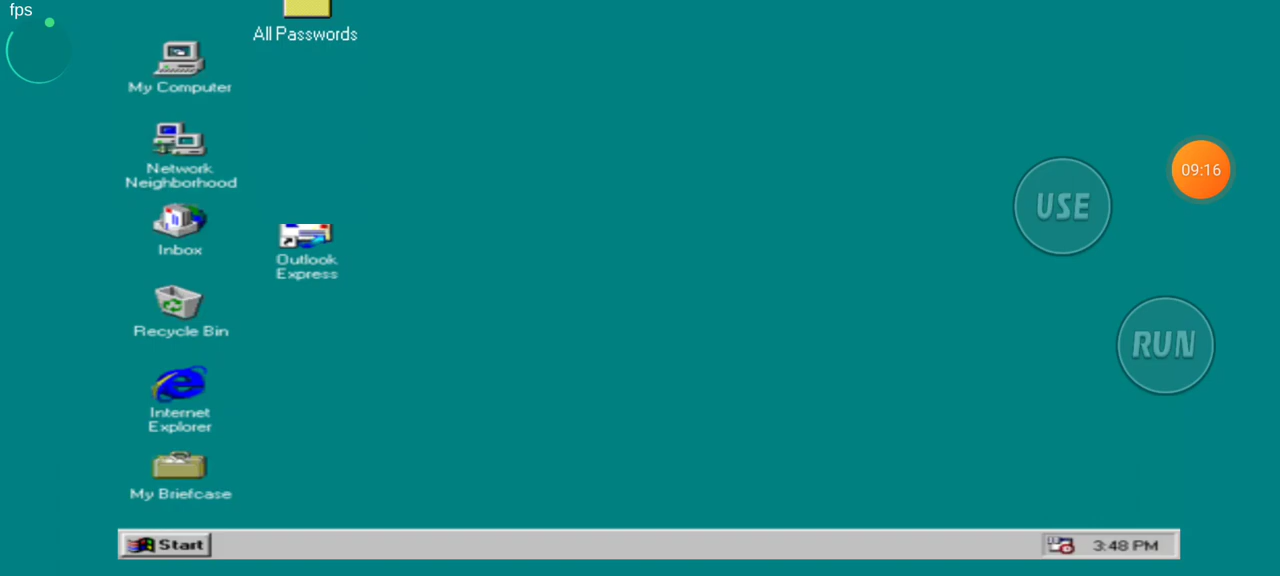 fps
All Passwords
My Computer
Network
Neighborhood
Inbox
Outlook
Express
Recycle Bin
Internet
Explorer
My Briefcase
USE
RUN
09:16
Start
3:48 PM